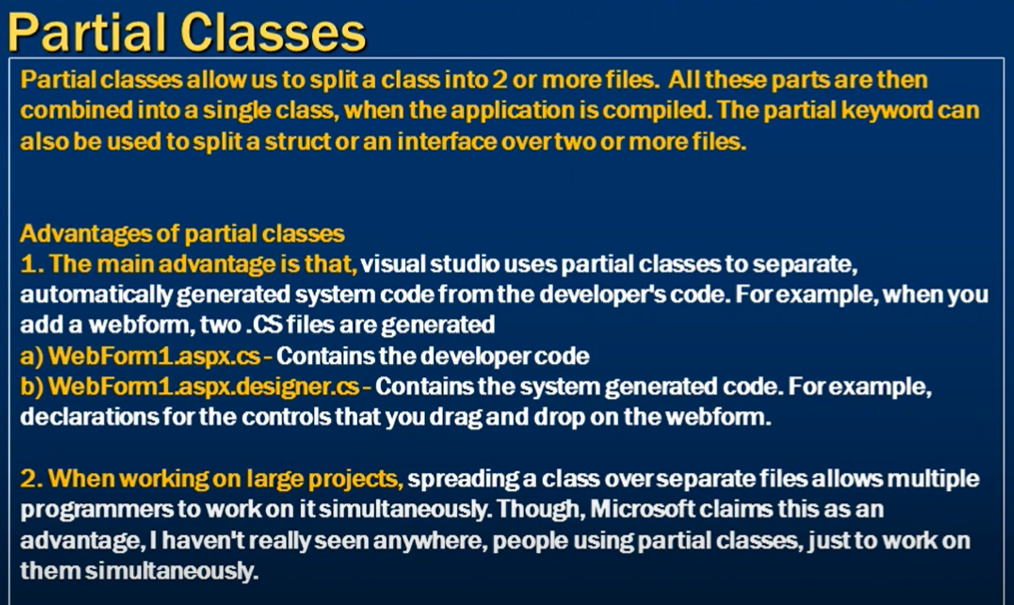 Partial Classes
Partial classes allow us to split a class into 2 or more files. All these parts are then
combined into a single class, when the application is compiled. The partial keyword can
also be used to split a struct or an interface over two or more files.
Advantages of partial classes
1. The main advantage is that, visual studio uses partial classes to separate,
automatically generated system code from the developer's code. For example, when you
add a webform, two .CS files are generated
a) WebForm1.aspx.cs - Contains the developer code
b) WebForm1.aspx.designer.cs - Contains the system generated code. For example,
declarations for the controls that you drag and drop on the webform.
2. When working on large projects, spreading a class over separate files allows multiple
programmers to work on it simultaneously. Though, Microsoft claims this as an
advantage, I haven't really seen anywhere, people using partial classes, just to work on
them simultaneously.